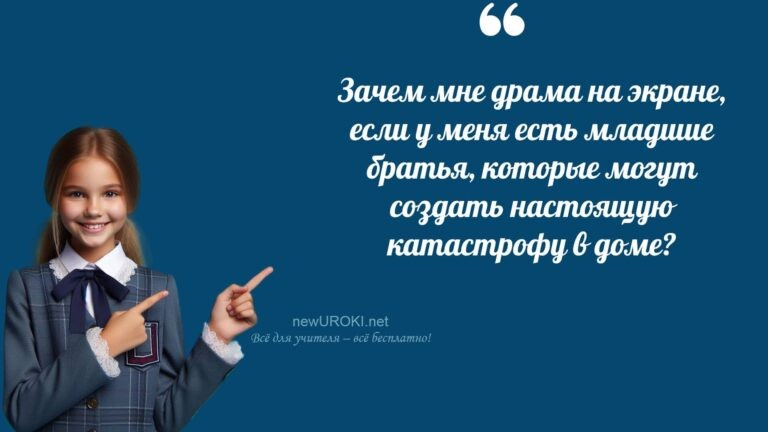 ❝
Зачем мне драма на экране,
если у меня есть младшие
братья, которые могут
создать настоящую
катастрофу в доме?
newUROKI.net
Всё для учителя – всё бесплатно!